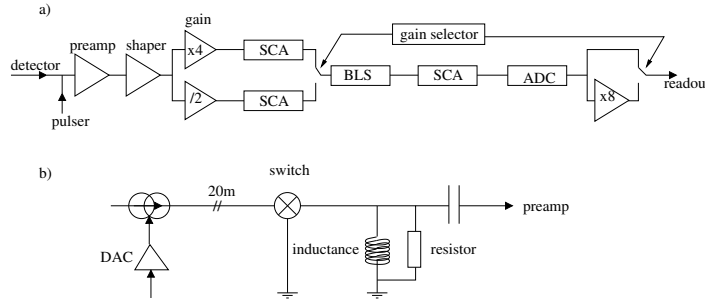 a)
gain
preamp
shaper
gain selector
detector
x4
SCA
BLS
SCA
ADC
readout
/2
SCA
x8
pulser
b)
switch
20m
preamp
DAC
inductance
resistor